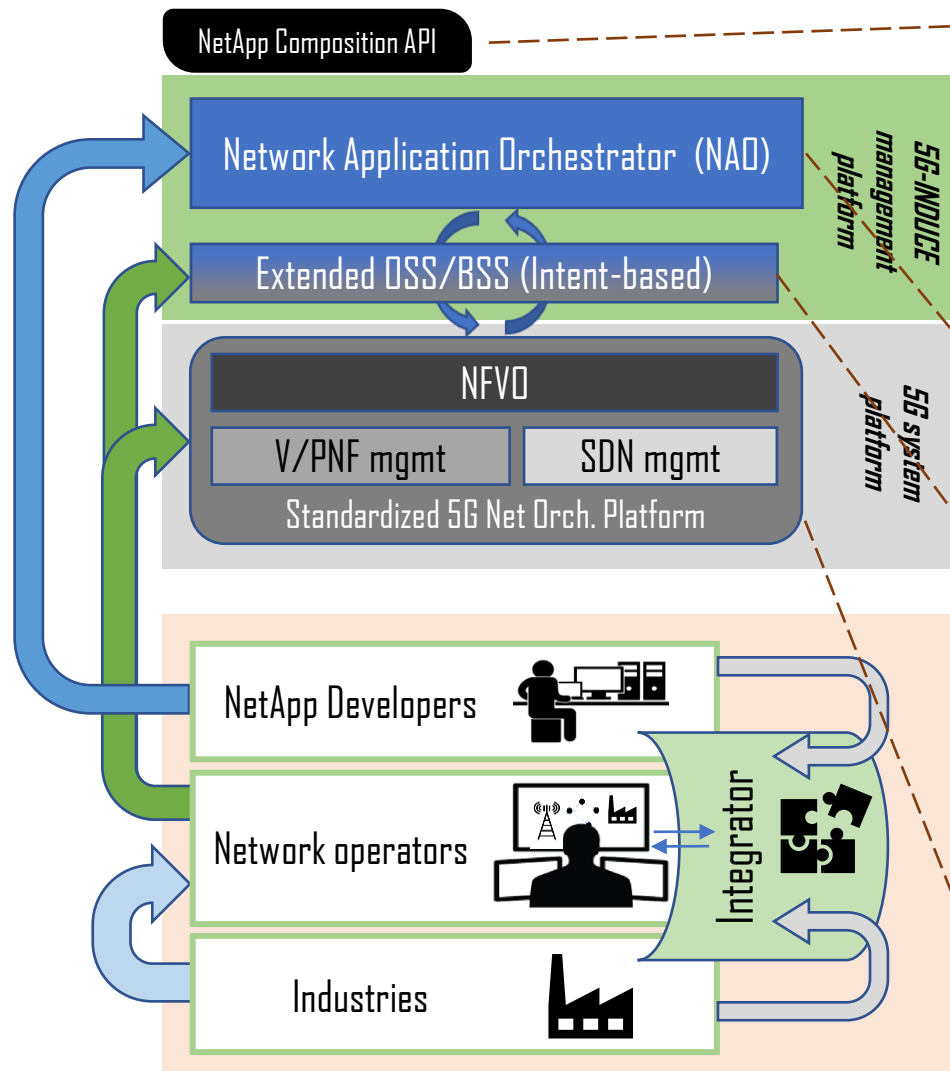 NetApp Composition API
Network Application Orchestrator (NAO)
5G-INDUCE
management
platform
Extended OSS/BSS (Intent-based)
NFVO
V/PNF mgmt
SDN mgmt
Standardized 5G Net Orch. Platform
5G system
platform
NetApp Developers
Network operators
Integrator
Industries